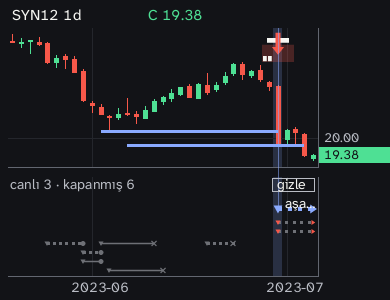 SYN12 1d C 19.38
20.00
19.38
canlı 3 · kapanmış 6
gizle
aşa..
2023-06 2023-07